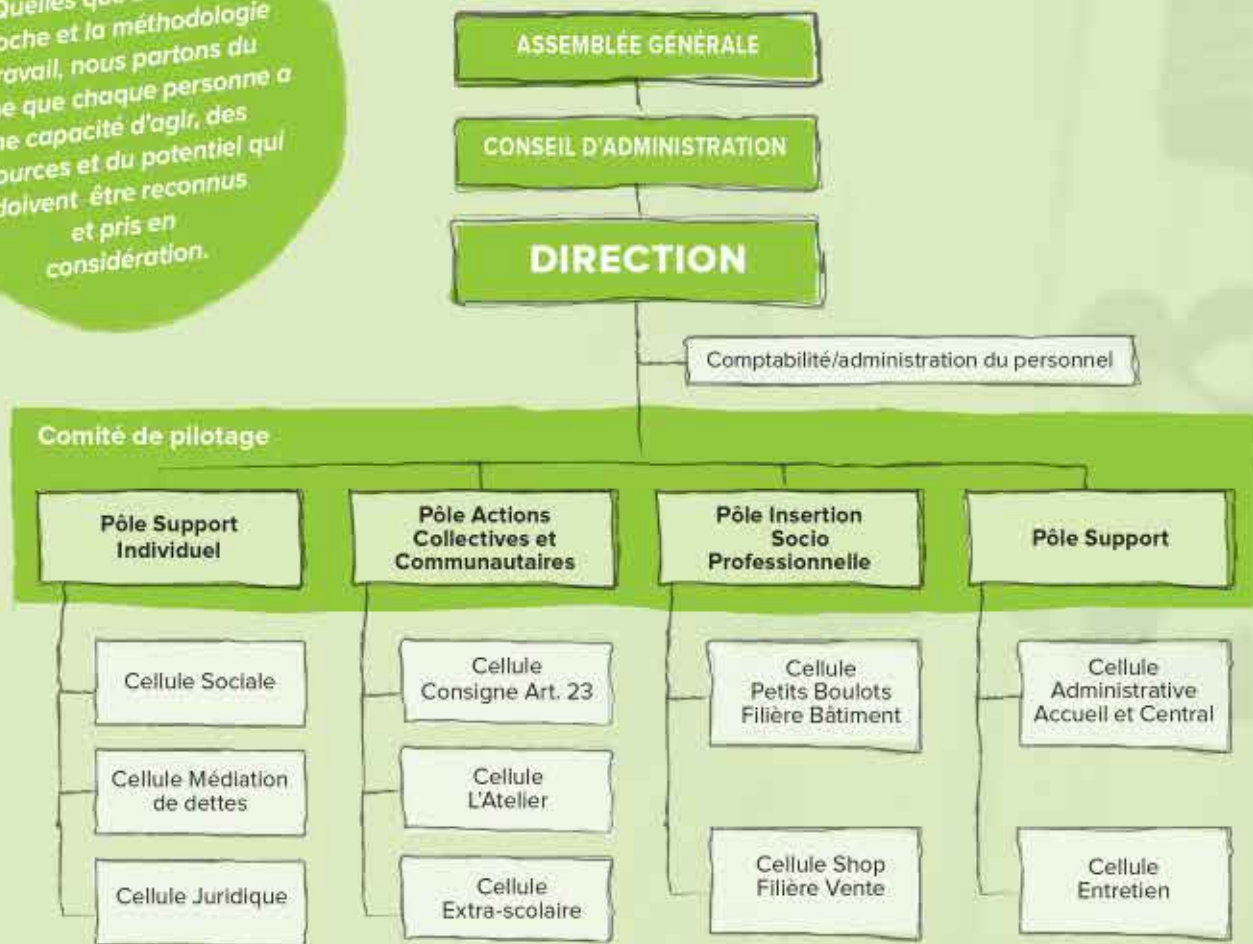 Quelles que
et la méthodologie
nous partons du
que chaque personne a
capacité d'agir, des
et du potentiel qui
doivent être reconnus
et pris en
considération.
ASSEMBLÉE GÉNÉRALE
CONSEIL D'ADMINISTRATION
DIRECTION
Comptabilité/administration du personnel
Comité de pilotage
Pôle Support
Individuel
Pôle Actions
Collectives et
Communautaires
Pôle Insertion
Socio
Professionnelle
Pôle Support
Cellule Sociale
Cellule Médiation
de dettes
Cellule Juridique
Cellule
Consigne Art. 23
Cellule
L'Atelier
Cellule
Extra-scolaire
Cellule
Petits Boulots
Filière Bâtiment
Cellule Shop
Filière Vente
Cellule
Administrative
Accueil et Central
Cellule
Entretien